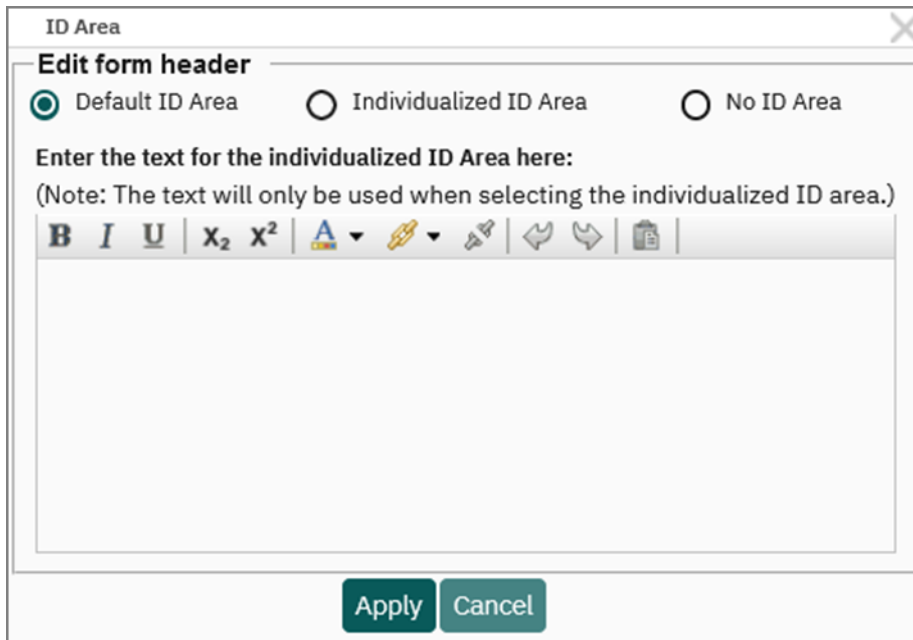 ID Area
Edit form header
Default ID Area Individualized ID Area No ID Area
Enter the text for the individualized ID Area here:
(Note: The text will only be used when selecting the individualized ID area.)
B I U X₂ X² A
Apply Cancel